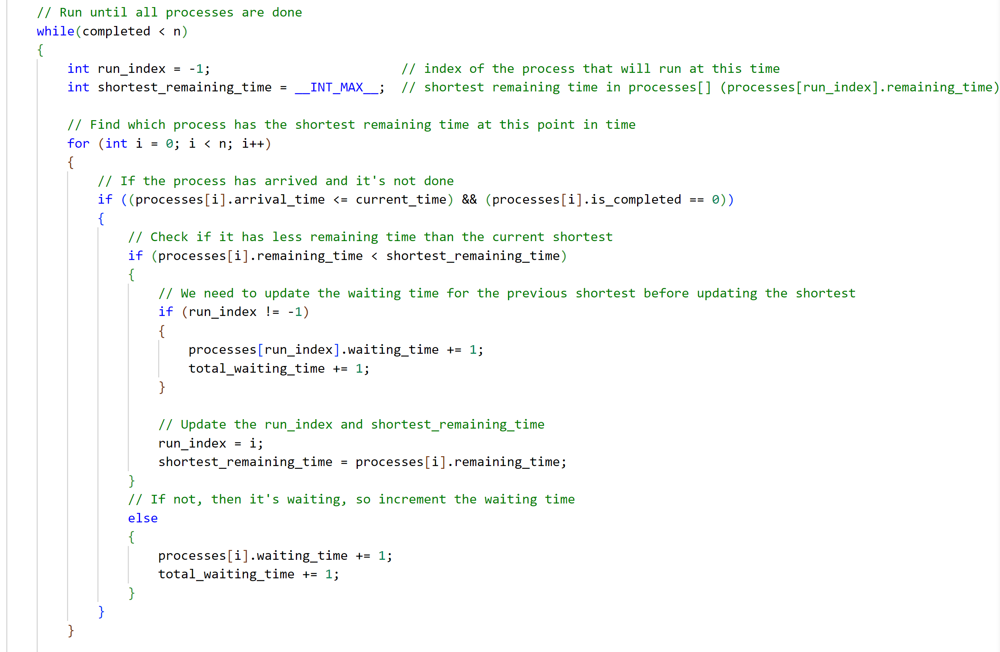 // Run until all processes are done
while(completed < n)
{
    int run_index = -1;                         // index of the process that will run at this time
    int shortest_remaining_time = __INT_MAX__;  // shortest remaining time in processes[] (processes[run_index].remaining_time)

    // Find which process has the shortest remaining time at this point in time
    for (int i = 0; i < n; i++)
    {
        // If the process has arrived and it's not done
        if ((processes[i].arrival_time <= current_time) && (processes[i].is_completed == 0))
        {
            // Check if it has less remaining time than the current shortest
            if (processes[i].remaining_time < shortest_remaining_time)
            {
                // We need to update the waiting time for the previous shortest before updating the shortest
                if (run_index != -1)
                {
                    processes[run_index].waiting_time += 1;
                    total_waiting_time += 1;
                }

                // Update the run_index and shortest_remaining_time
                run_index = i;
                shortest_remaining_time = processes[i].remaining_time;
            }
            // If not, then it's waiting, so increment the waiting time
            else
            {
                processes[i].waiting_time += 1;
                total_waiting_time += 1;
            }
        }
    }